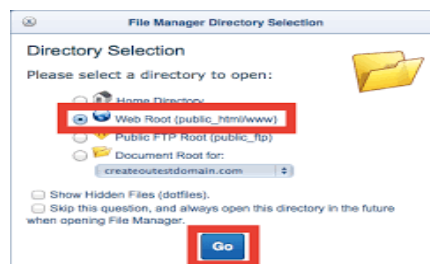 File Manager Directory Selection
Directory Selection
Please select a directory to open:
Home Directory
Web Root (public_html/www)
Public FTP Root (public_ftp)
Document Root for:
createoutestdomain.com
Show Hidden Files (dotfiles).
Skip this question, and always open this directory in the future
when opening File Manager.
Go